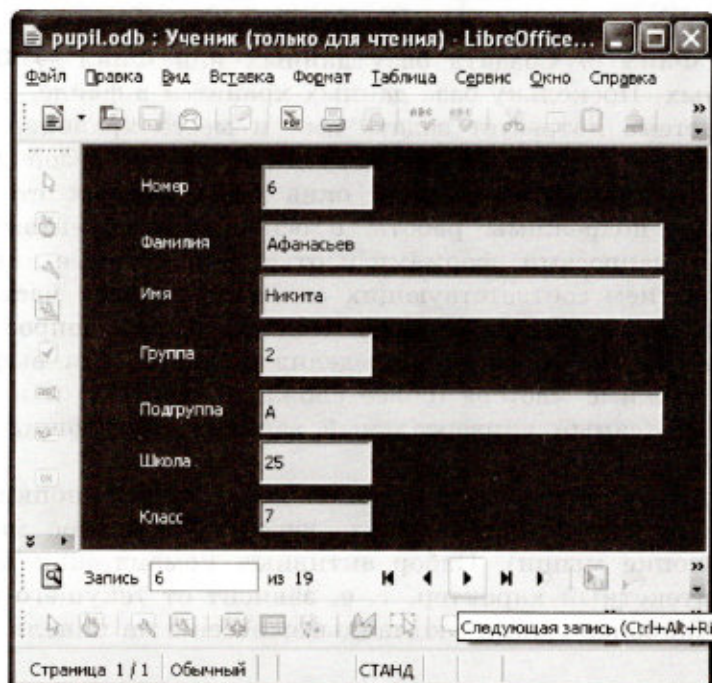 pupil.odb : Ученик (только для чтения) - LibreOffice...
Файл Правка Вид Вставка Формат Таблица Сервис Окно Справка
Номер 6
Фамилия Афанасьев
Имя Никита
Группа 2
Подгруппа А
Школа 25
Класс 7
Запись 6 из 19
Следующая запись (Ctrl+Alt+Ri
Страница 1 / 1 Обычный СТАНД